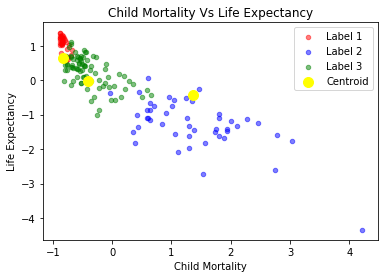 Child Mortality Vs Life Expectancy
Label 1
Label 2
Label 3
Centroid
1
0
−1
−2
−3
−4
Life Expectancy
−1
0
1
2
3
4
Child Mortality